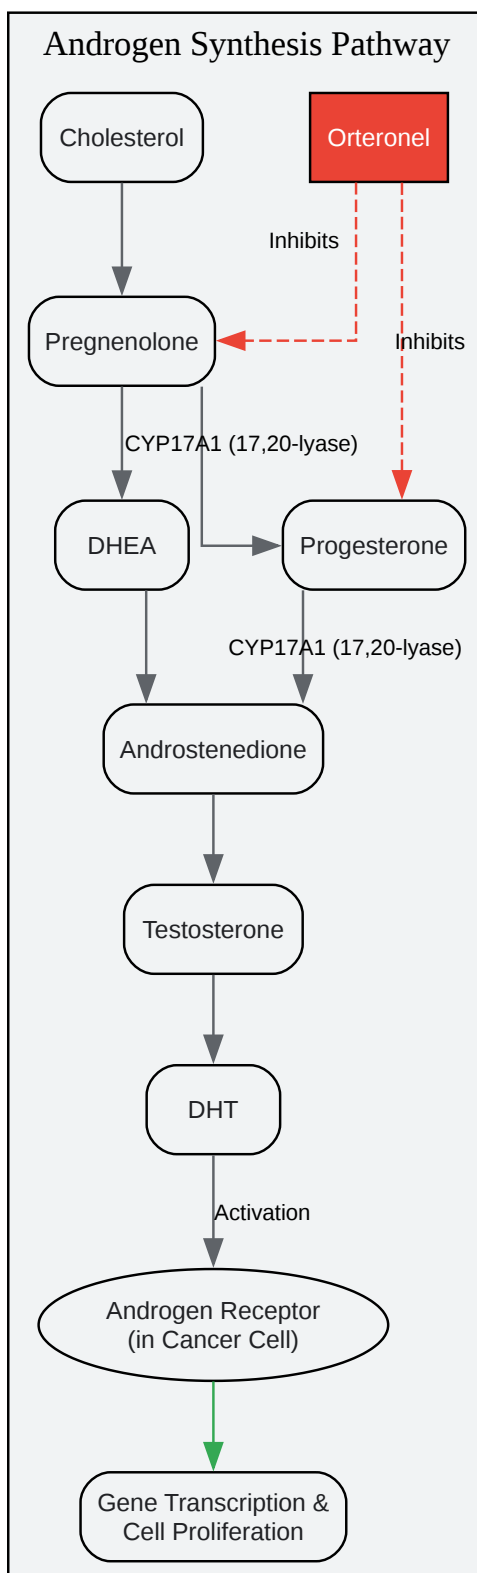 Androgen Synthesis Pathway
Cholesterol
Orteronel
Inhibits
Pregnenolone
Inhibits
CYP17A1 (17,20-lyase)
DHEA
Progesterone
CYP17A1 (17,20-lyase)
Androstenedione
Testosterone
DHT
Activation
Androgen Receptor
(in Cancer Cell)
Gene Transcription &
Cell Proliferation